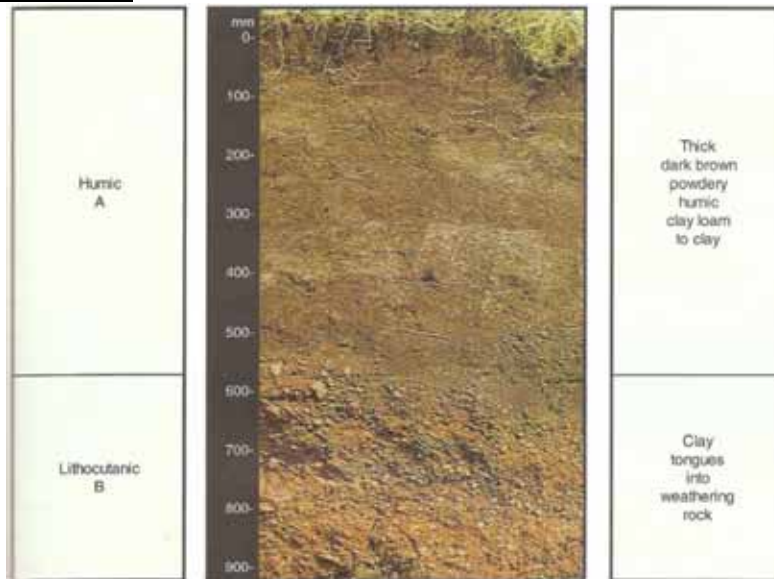 Humic
A
Lithocutanic
B
mm
0-
100-
200-
300-
400-
500-
600-
700-
800-
900-
Thick
dark brown
powdery
humic
clay loam
to clay
Clay
tongues
into
weathering
rock